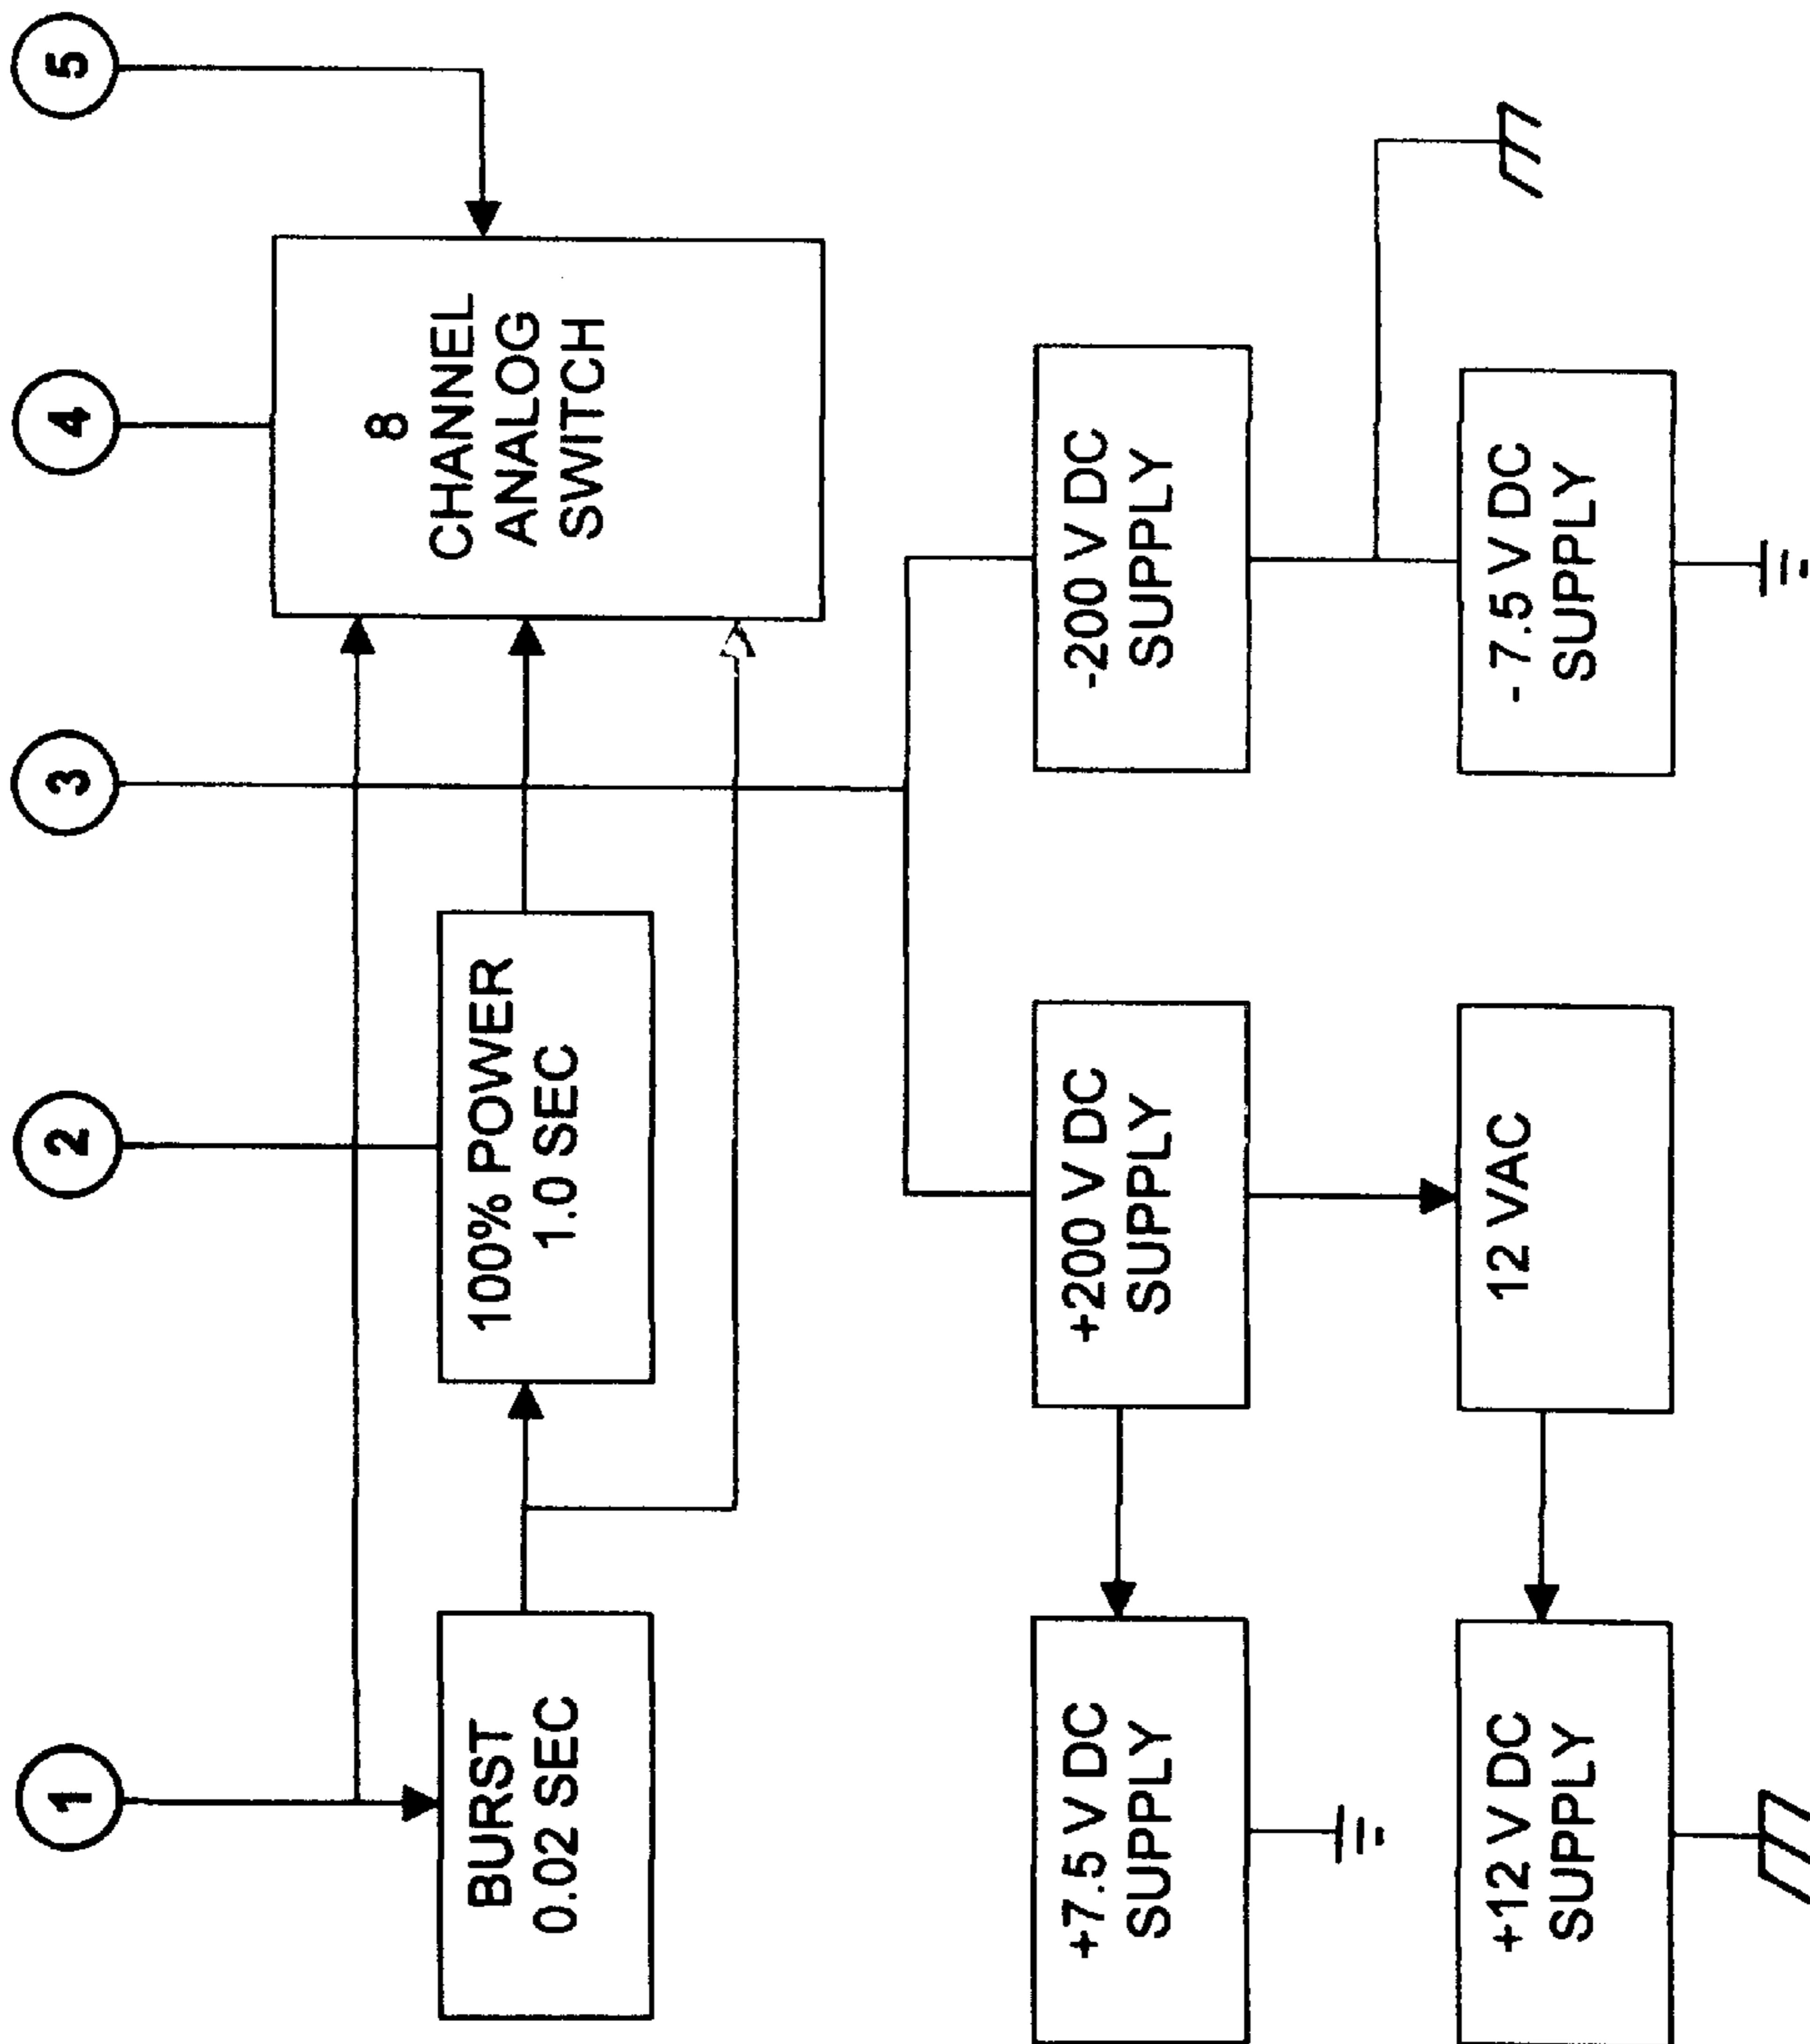 1
2
3
4
5
BURST
0.02 SEC
100% POWER
1.0 SEC
8
CHANNEL
ANALOG
SWITCH
+7.5 V DC
SUPPLY
+200 V DC
SUPPLY
-200 V DC
SUPPLY
+12 V DC
SUPPLY
12 VAC
- 7.5 V DC
SUPPLY